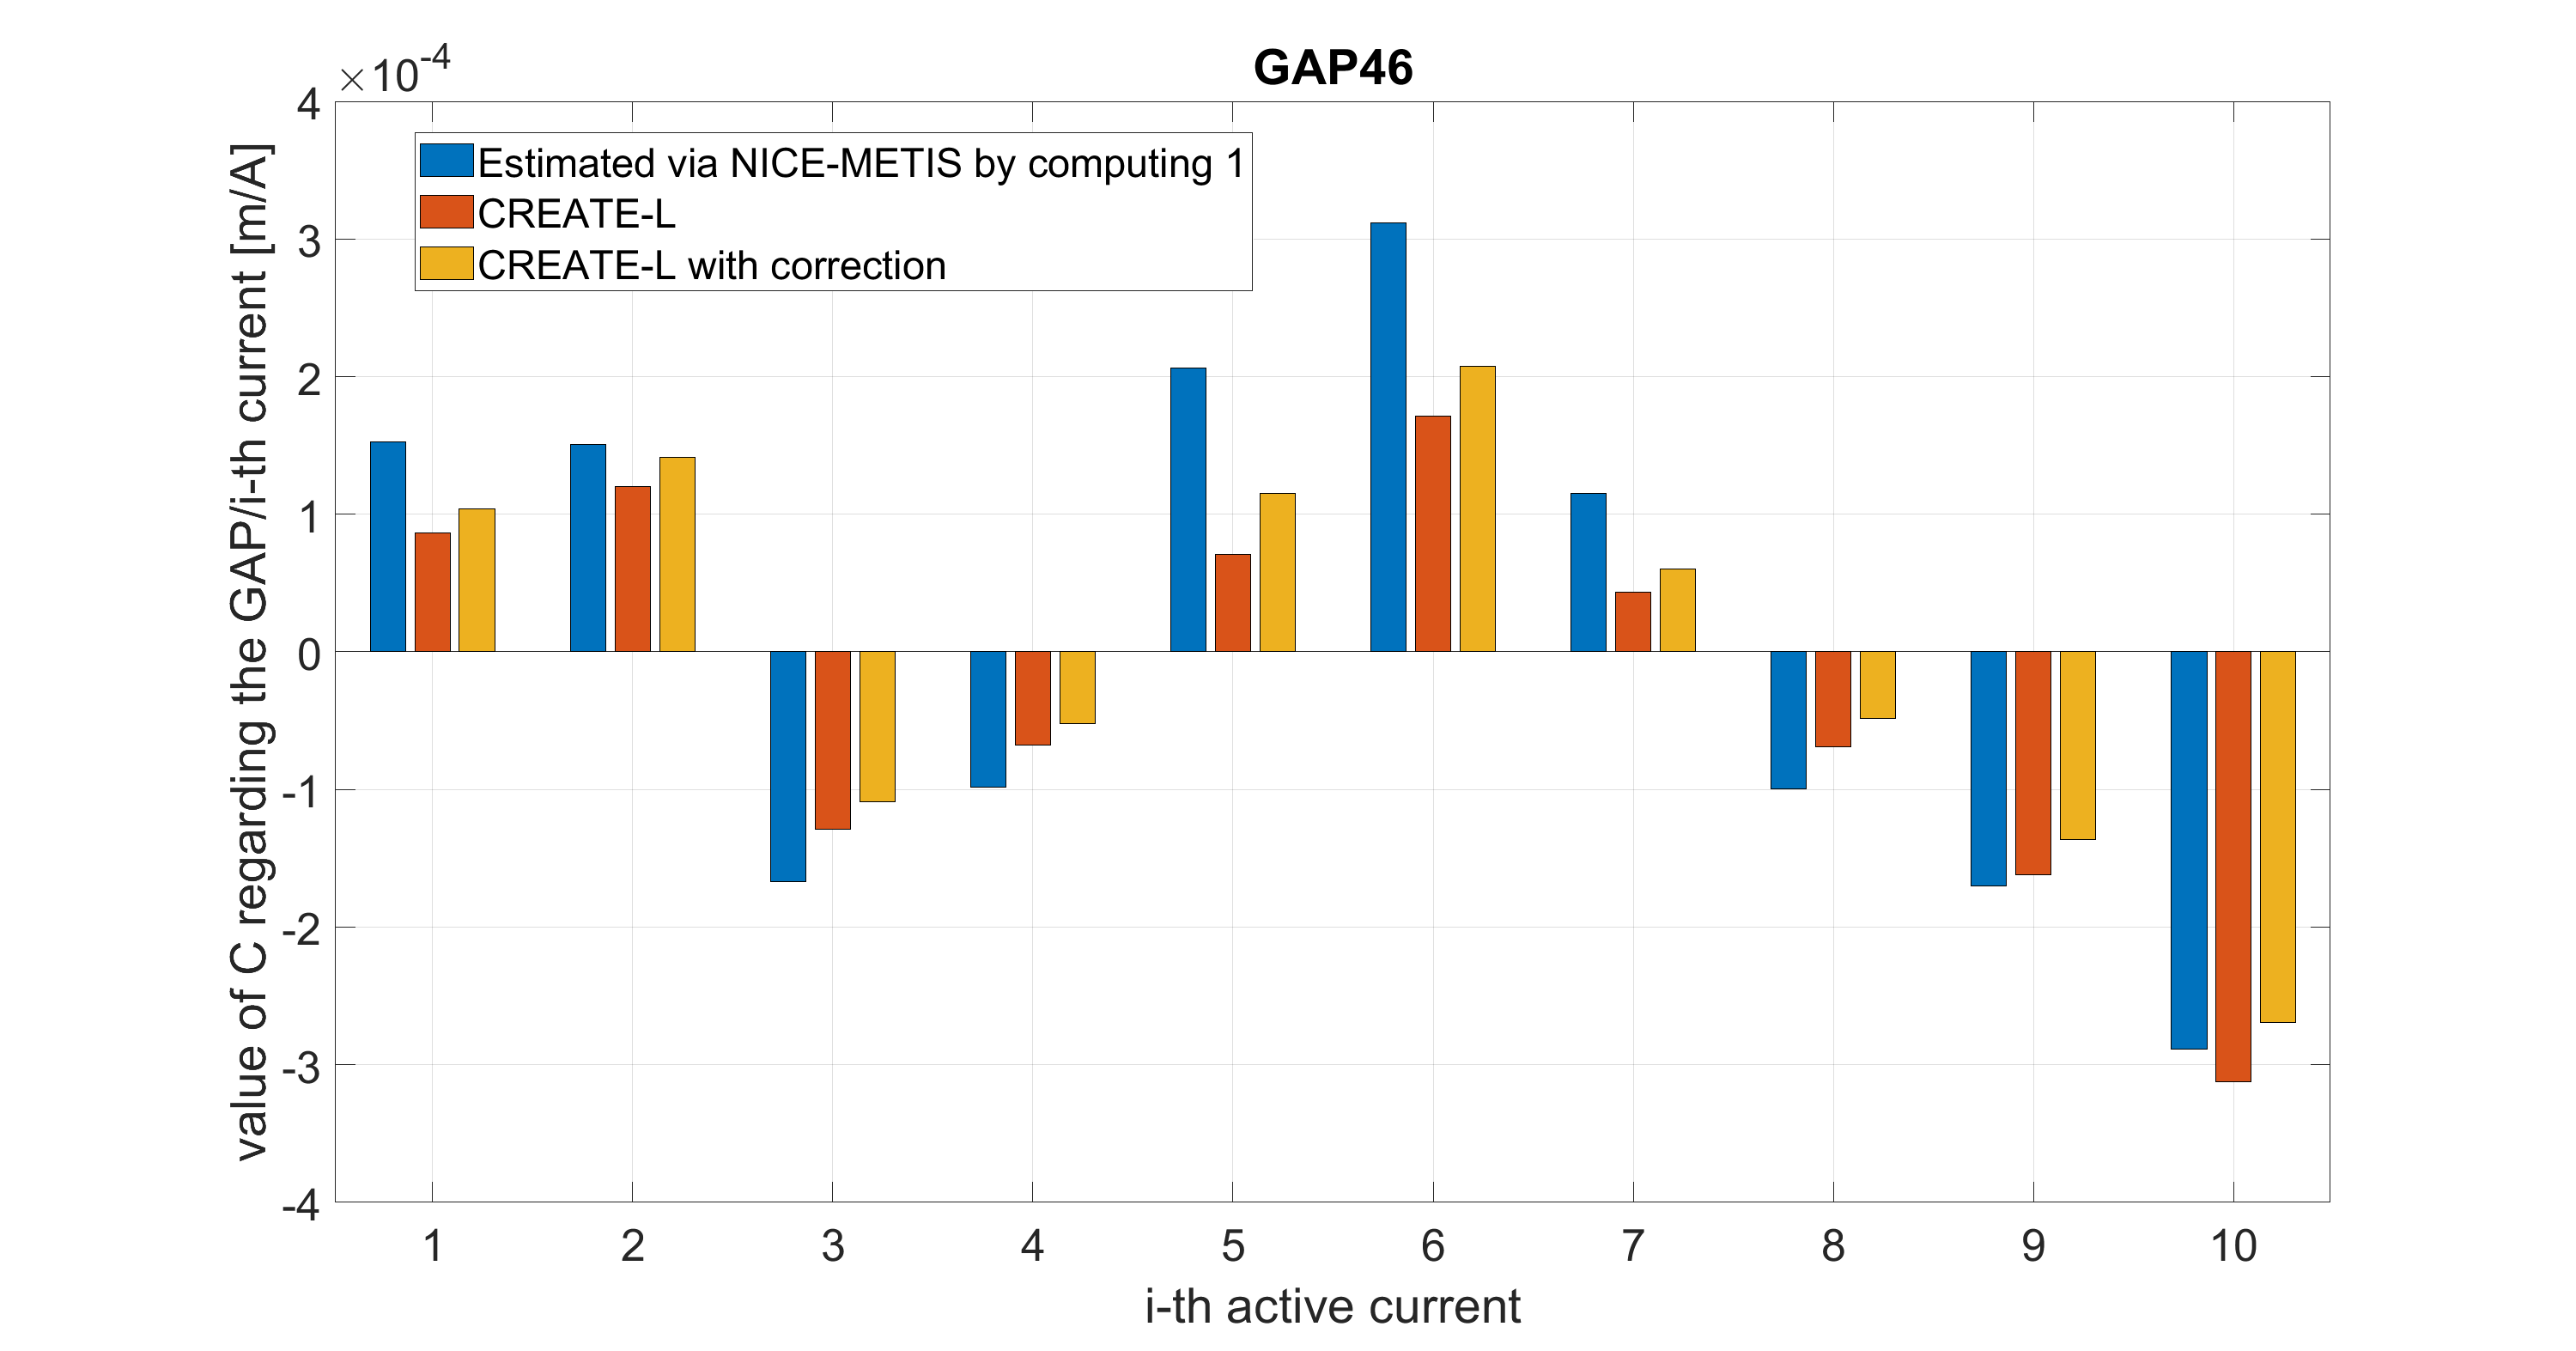 GAP46
×10-4
4
3
2
1
0
-1
-2
-3
-4
value of C regarding the GAP/i-th current [m/A]
Estimated via NICE-METIS by computing 1
CREATE-L
CREATE-L with correction
1 2 3 4 5 6 7 8 9 10
i-th active current